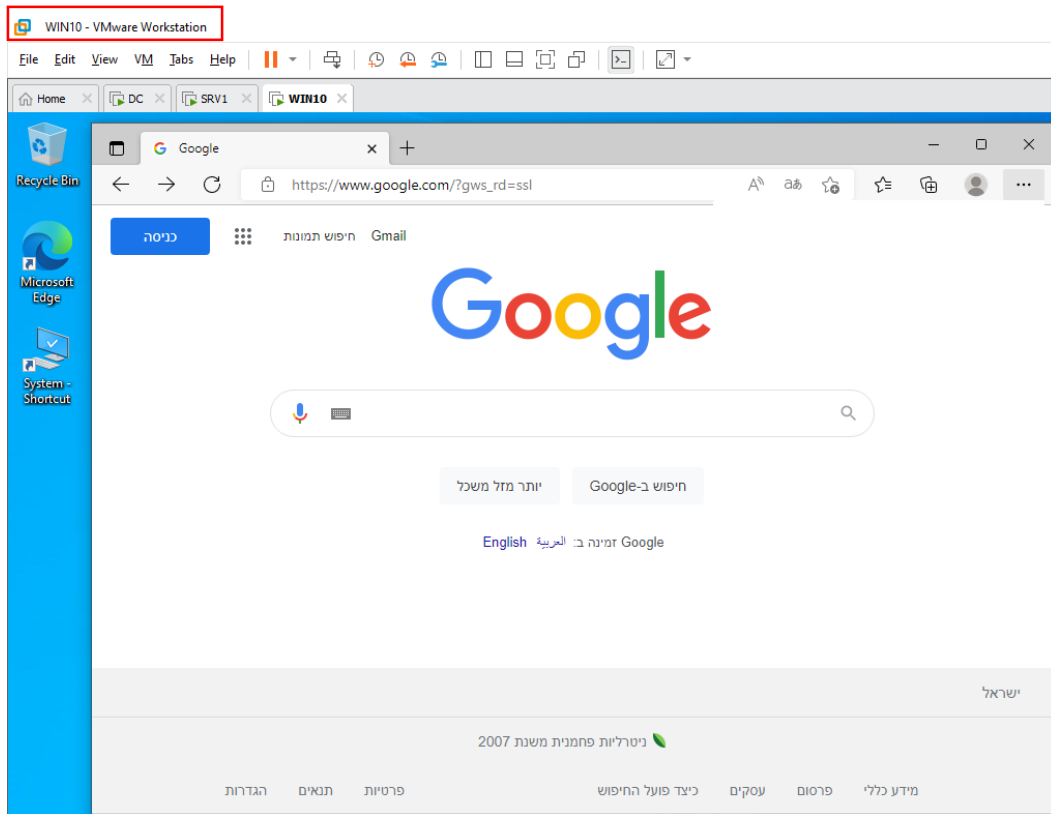 WIN10 - VMware Workstation
File Edit View VM Tabs Help
Home DC SRV1 WIN10
Recycle Bin
Google
https://www.google.com/?gws_rd=ssl
כניסה
חיפוש תמונות
Gmail
Microsoft
Edge
Google
System -
Shortcut
חיפוש ב-Google
יותר מזל משכל
Google זמינה ב: العربية English
ישראל
ניטרליות פחמנית משנת 2007
מידע כללי פרסום עסקים כיצד פועל החיפוש פרטיות תנאים הגדרות